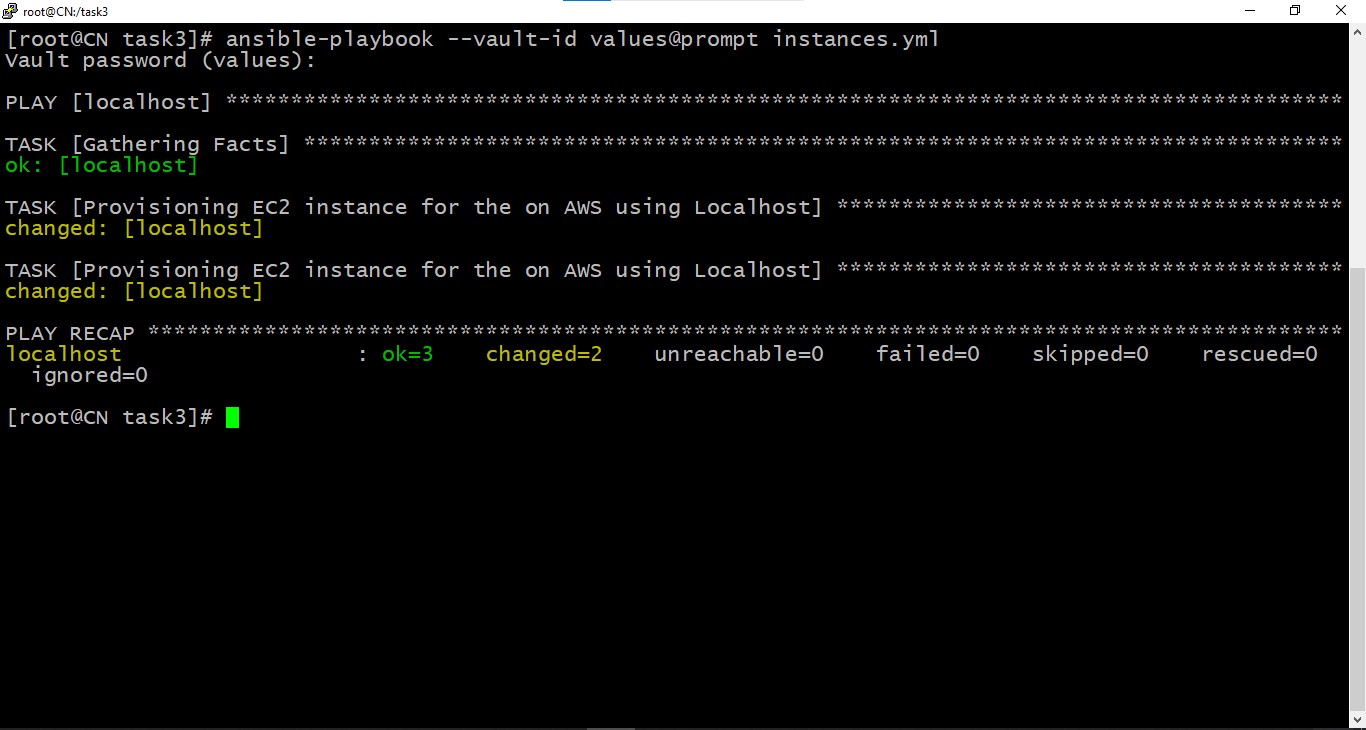 root@CN:/task3
[root@CN task3]# ansible-playbook --vault-id values@prompt instances.yml
Vault password (values):
PLAY [localhost] **************************************************************************************
TASK [Gathering Facts] ********************************************************************************
ok: [localhost]
TASK [Provisioning EC2 instance for the on AWS using Localhost] ***************************************
changed: [localhost]
TASK [Provisioning EC2 instance for the on AWS using Localhost] ***************************************
changed: [localhost]
PLAY RECAP ********************************************************************************************
localhost                  : ok=3    changed=2    unreachable=0    failed=0    skipped=0    rescued=0
  ignored=0
[root@CN task3]#